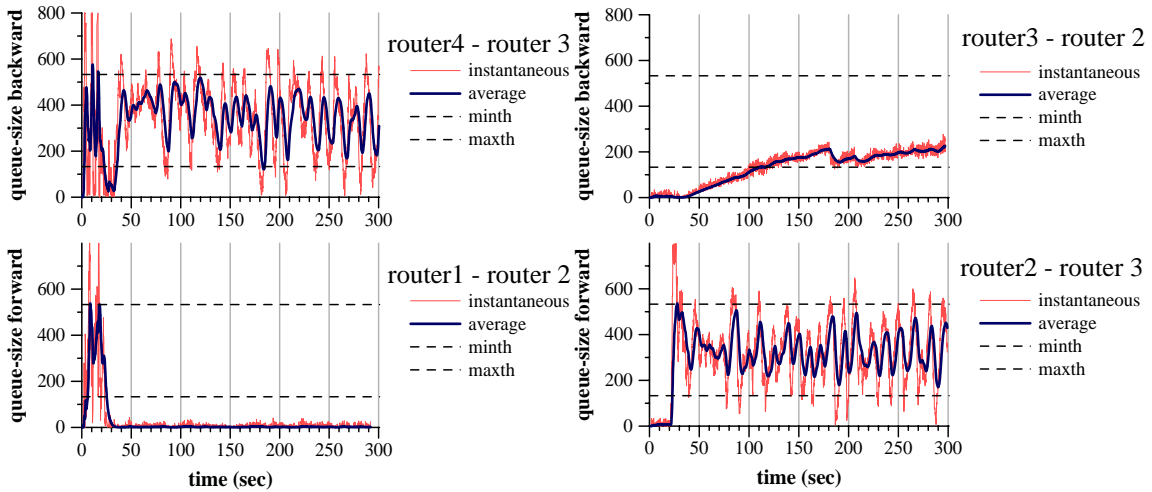 queue-size backward
800
600
400
200
0
0 50 100 150 200 250 300
router4 - router 3
instantaneous
average
minth
maxth
queue-size backward
800
600
400
200
0
0 50 100 150 200 250 300
router3 - router 2
instantaneous
average
minth
maxth
queue-size forward
600
400
200
0
0 50 100 150 200 250 300
time (sec)
router1 - router 2
instantaneous
average
minth
maxth
queue-size forward
600
400
200
0
0 50 100 150 200 250 300
time (sec)
router2 - router 3
instantaneous
average
minth
maxth